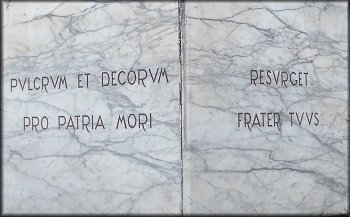 PVLCRVM ET DECORVM
PRO PATRIA MORI
RESVRGET.
FRATER TVVS